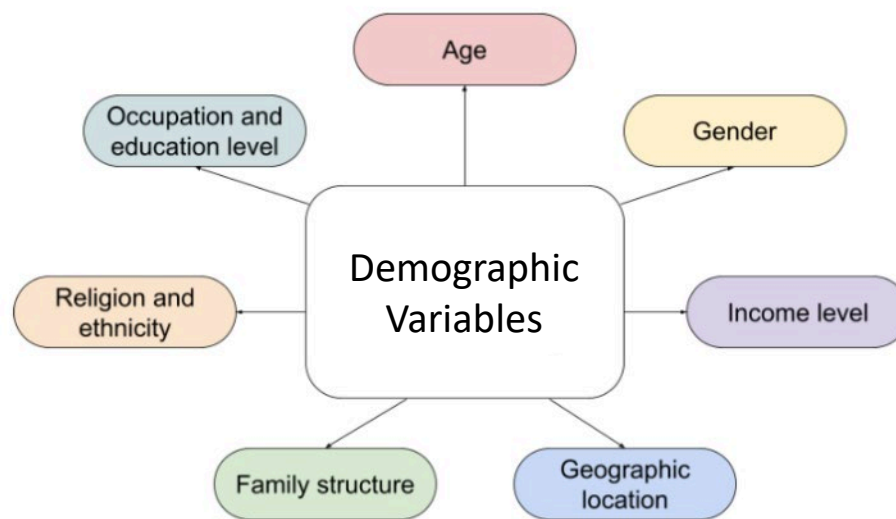 Age
Occupation and
education level
Gender
Demographic
Variables
Religion and
ethnicity
Income level
Family structure
Geographic
location